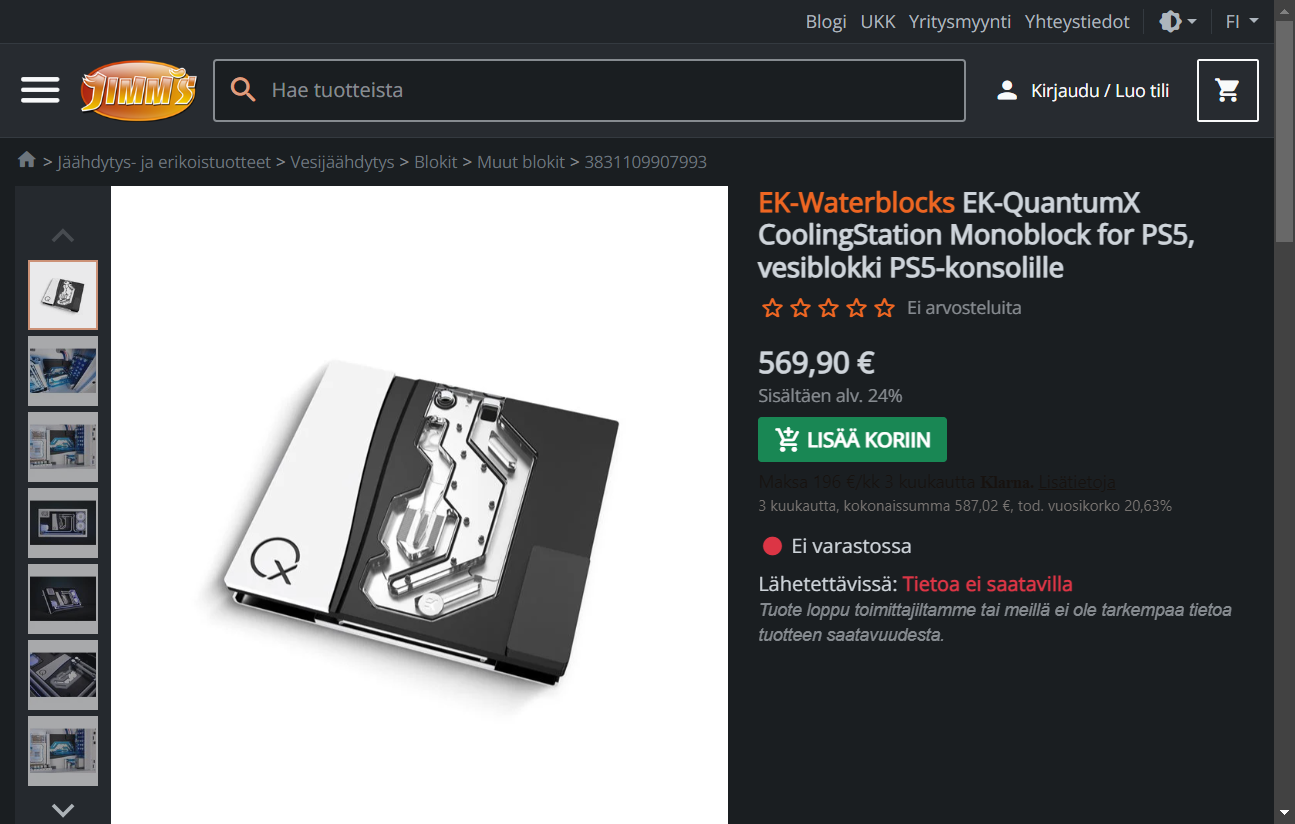 Blogi UKK Yritysmyynti Yhteystiedot FI
JIMM'S
Hae tuotteista
Kirjaudu / Luo tili
> Jäähdytys- ja erikoistuotteet > Vesijäähdytys > Blokit > Muut blokit > 3831109907993
EK-Waterblocks EK-QuantumX
CoolingStation Monoblock for PS5,
vesiblokki PS5-konsolille
Ei arvosteluita
569,90 €
Sisältäen alv. 24%
LISÄÄ KORIIN
Maksa 196 €/kk 3 kuukautta Klarna. Lisätietoja
3 kuukautta, kokonaissumma 587,02 €, tod. vuosikorko 20,63%
Ei varastossa
Lähetettävissä: Tietoa ei saatavilla
Tuote loppu toimittajiltamme tai meillä ei ole tarkempaa tietoa
tuotteen saatavuudesta.